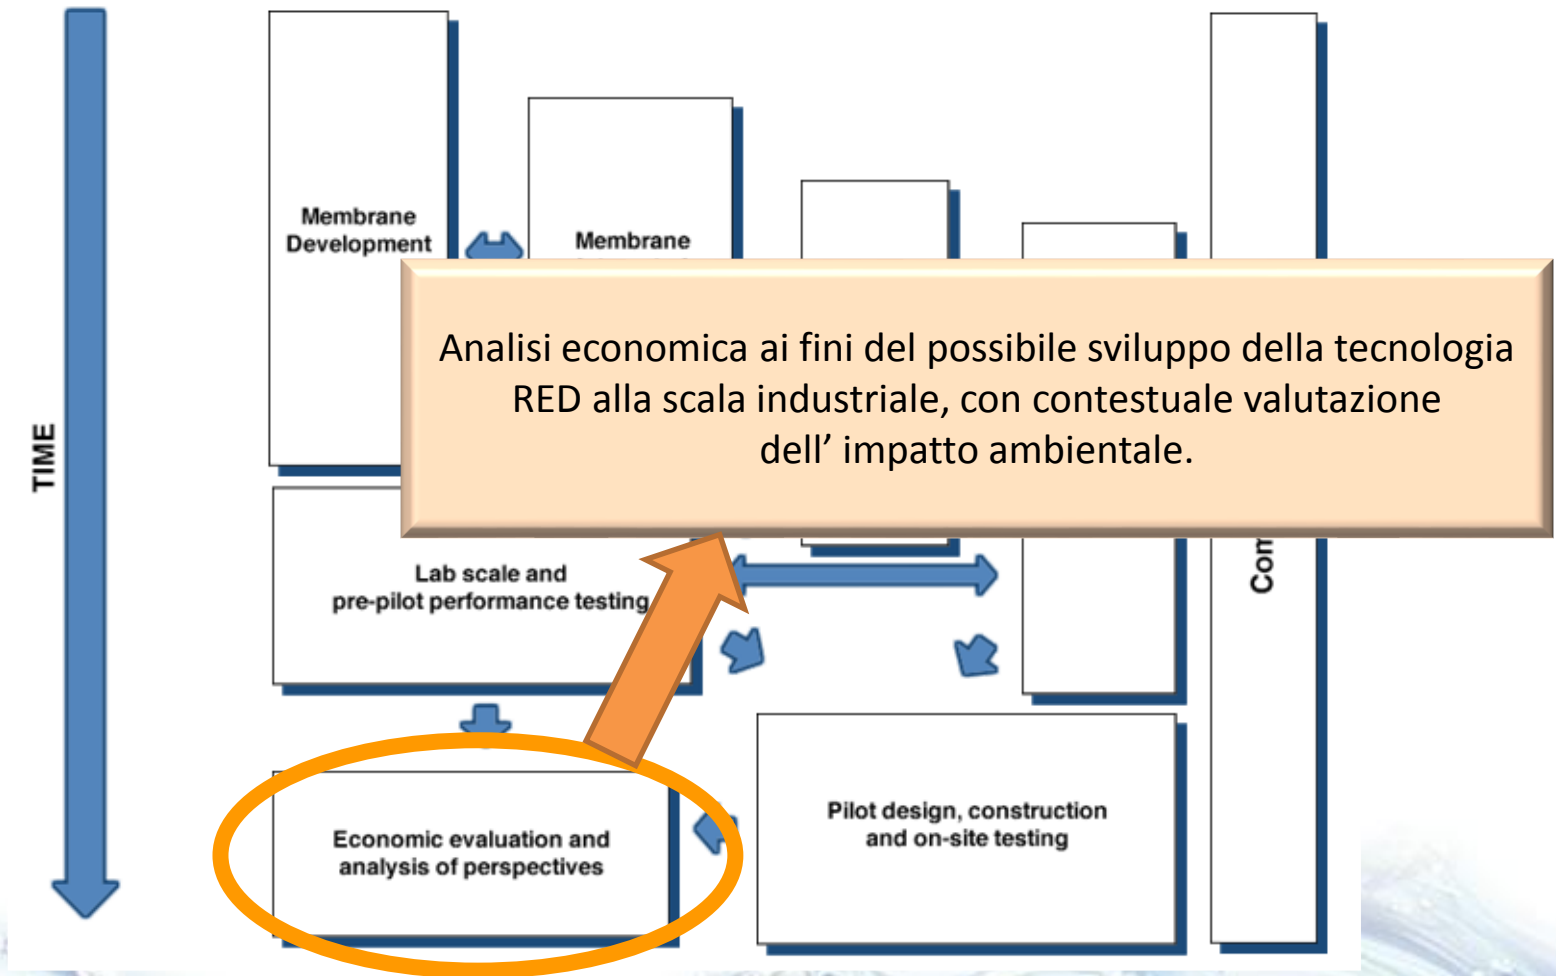 TIME
Membrane
Development
Membrane
Analisi economica ai fini del possibile sviluppo della tecnologia
RED alla scala industriale, con contestuale valutazione
dell’ impatto ambientale.
Lab scale and
pre-pilot performance testing
Com
Economic evaluation and
analysis of perspectives
Pilot design, construction
and on-site testing